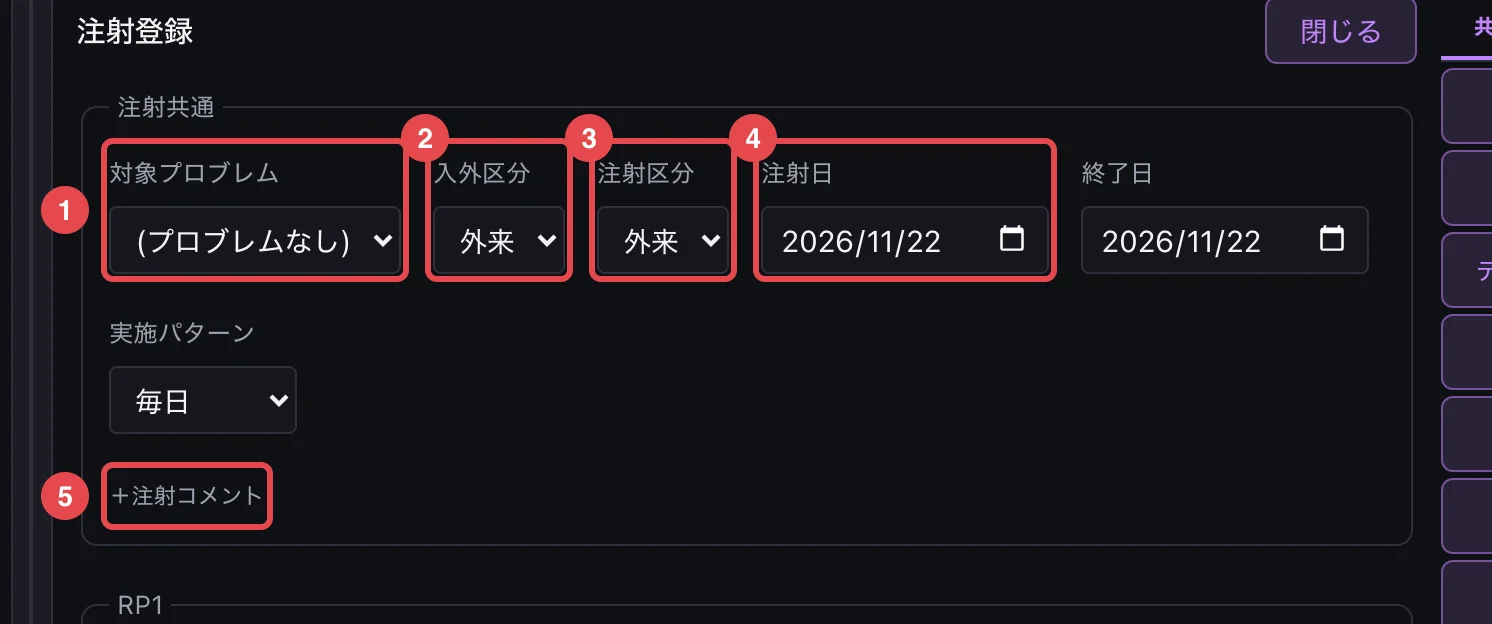 注射登録
閉じる
共
注射共通
1
対象プロブレム
(プロブレムなし)
2
入外区分
外来
3
注射区分
外来
4
注射日
2026/11/22
終了日
2026/11/22
実施パターン
毎日
5
＋注射コメント
RP1